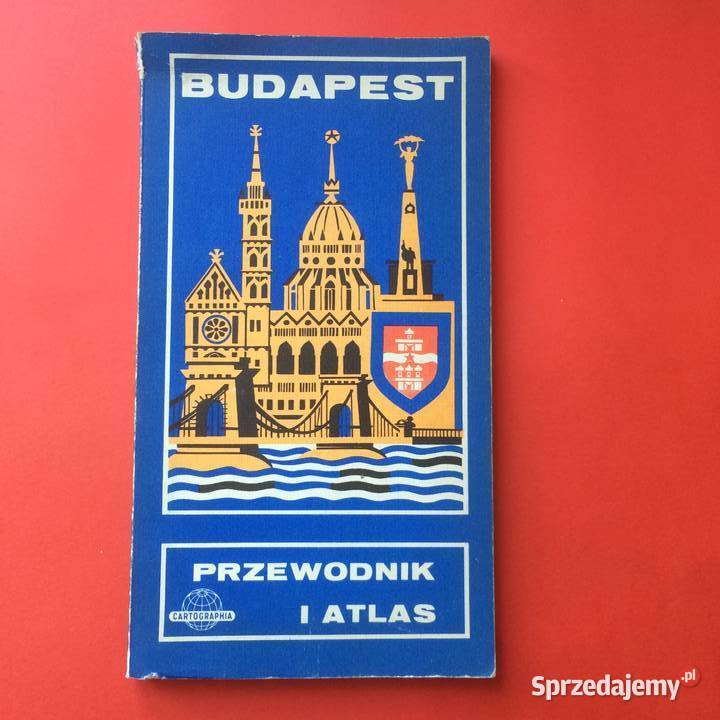 BUDAPEST
PRZEWODNIK
I ATLAS
CARTOGRAPHIA
Sprzedajemy.pl